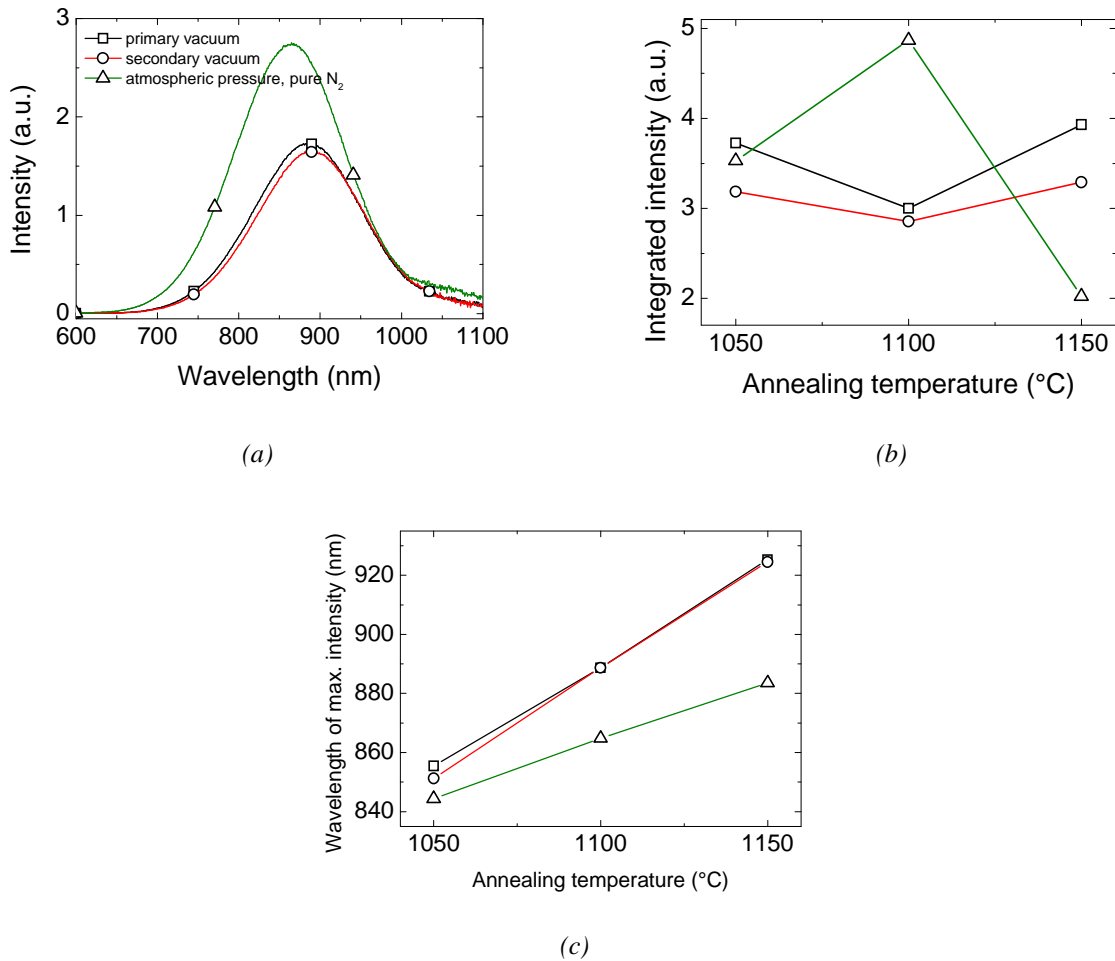 3
2
1
0
600 700 800 900 1000 1100
Intensity (a.u.)
Wavelength (nm)
primary vacuum
secondary vacuum
atmospheric pressure, pure N₂
(a)
5
4
3
2
1050 1100 1150
Integrated intensity (a.u.)
Annealing temperature (°C)
(b)
920
900
880
860
840
1050 1100 1150
Wavelength of max. intensity (nm)
Annealing temperature (°C)
(c)